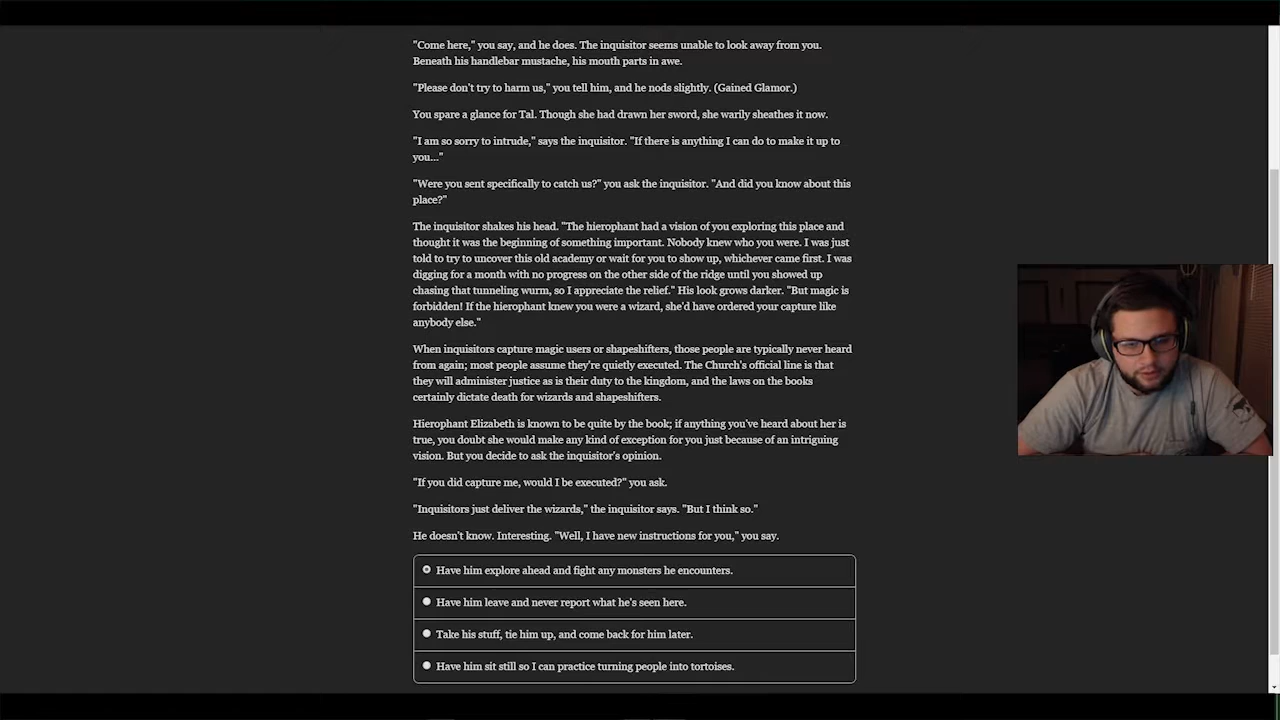 "Come here," you say, and he does. The inquisitor seems unable to look away from you.
Beneath his handlebar mustache, his mouth parts in awe.
"Please don't try to harm us," you tell him, and he nods slightly. (Gained Glamor.)
You spare a glance for Tal. Though she had drawn her sword, she warily sheathes it now.
"I am so sorry to intrude," says the inquisitor. "If there is anything I can do to make it up to
you..."
"Were you sent specifically to catch us?" you ask the inquisitor. "And did you know about this
place?"
The inquisitor shakes his head. "The hierophant had a vision of you exploring this place and
thought it was the beginning of something important. Nobody knew who you were. I was just
told to try to uncover this old academy or wait for you to show up, whichever came first. I was
digging for a month with no progress on the other side of the ridge until you showed up
chasing that tunneling wurm, so I appreciate the relief." His look grows darker. "But magic is
forbidden! If the hierophant knew you were a wizard, she'd have ordered your capture like
anybody else."
When inquisitors capture magic users or shapeshifters, those people are typically never heard
from again; most people assume they're quietly executed. The Church's official line is that
they will administer justice as is their duty to the kingdom, and the laws on the books
certainly dictate death for wizards and shapeshifters.
Hierophant Elizabeth is known to be quite by the book; if anything you've heard about her is
true, you doubt she would make any kind of exception for you just because of an intriguing
vision. But you decide to ask the inquisitor's opinion.
"If you did capture me, would I be executed?" you ask.
"Inquisitors just deliver the wizards," the inquisitor says. "But I think so."
He doesn't know. Interesting. "Well, I have new instructions for you," you say.
Have him explore ahead and fight any monsters he encounters.
Have him leave and never report what he's seen here.
Take his stuff, tie him up, and come back for him later.
Have him sit still so I can practice turning people into tortoises.